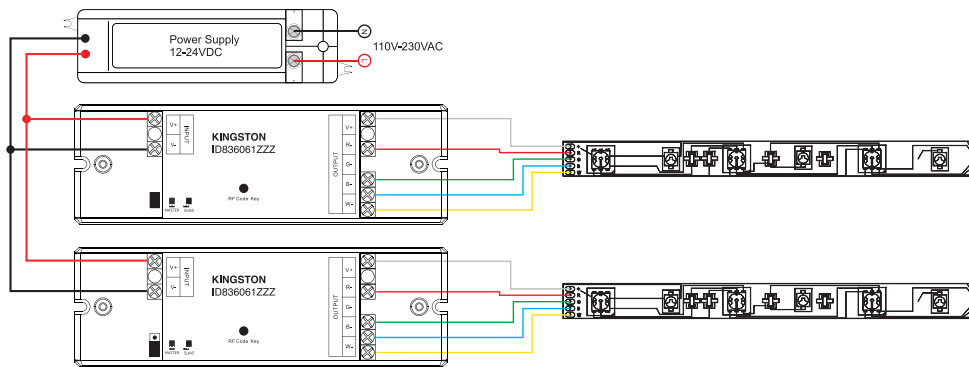 Power Supply
12-24VDC
N
L
110V-230VAC
V+
V-
INPUT
KINGSTON
ID836061ZZZ
RF Code Key
MASTER
SLAVE
OUTPUT
V+
R-
G-
B-
W-
+
R
G
B
W
V+
V-
INPUT
KINGSTON
ID836061ZZZ
RF Code Key
MASTER
SLAVE
OUTPUT
V+
R-
G-
B-
W-
+
R
G
B
W